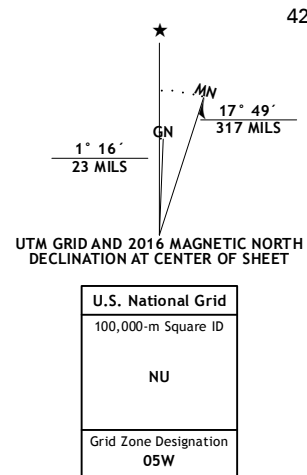 42
★
MN
GN
17° 49´
317 MILS
1° 16´
23 MILS
UTM GRID AND 2016 MAGNETIC NORTH
DECLINATION AT CENTER OF SHEET
U.S. National Grid
100,000-m Square ID
NU
Grid Zone Designation
05W